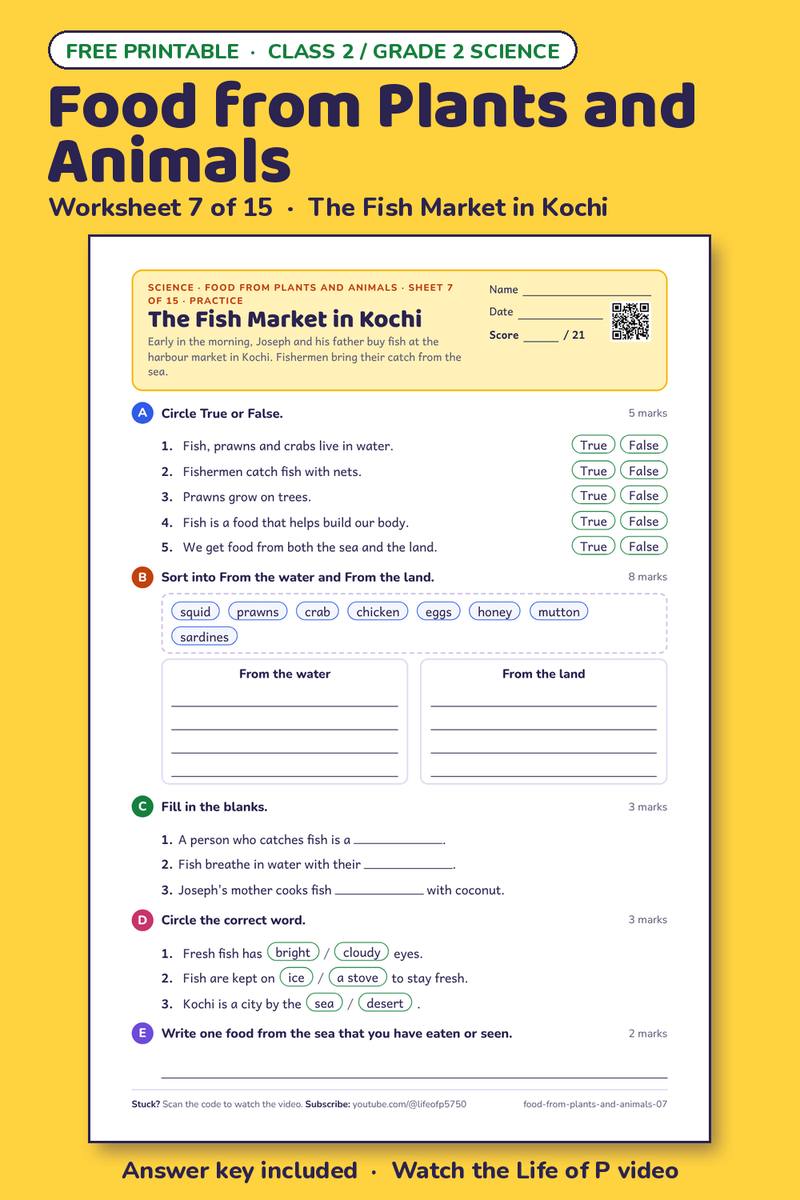 FREE PRINTABLE · CLASS 2 / GRADE 2 SCIENCE
Food from Plants and
Animals
Worksheet 7 of 15 · The Fish Market in Kochi
SCIENCE · FOOD FROM PLANTS AND ANIMALS · SHEET 7
OF 15 · PRACTICE
The Fish Market in Kochi
Early in the morning, Joseph and his father buy fish at the
harbour market in Kochi. Fishermen bring their catch from the
sea.
Name ____________
Date ____________
Score ______ / 21
A Circle True or False. 5 marks
1. Fish, prawns and crabs live in water. True False
2. Fishermen catch fish with nets. True False
3. Prawns grow on trees. True False
4. Fish is a food that helps build our body. True False
5. We get food from both the sea and the land. True False
B Sort into From the water and From the land. 8 marks
squid prawns crab chicken eggs honey mutton
sardines
From the water From the land
C Fill in the blanks. 3 marks
1. A person who catches fish is a ____________.
2. Fish breathe in water with their ____________.
3. Joseph's mother cooks fish ____________ with coconut.
D Circle the correct word. 3 marks
1. Fresh fish has bright / cloudy eyes.
2. Fish are kept on ice / a stove to stay fresh.
3. Kochi is a city by the sea / desert .
E Write one food from the sea that you have eaten or seen. 2 marks
Stuck? Scan the code to watch the video. Subscribe: youtube.com/@lifeofp5750 food-from-plants-and-animals-07
Answer key included · Watch the Life of P video